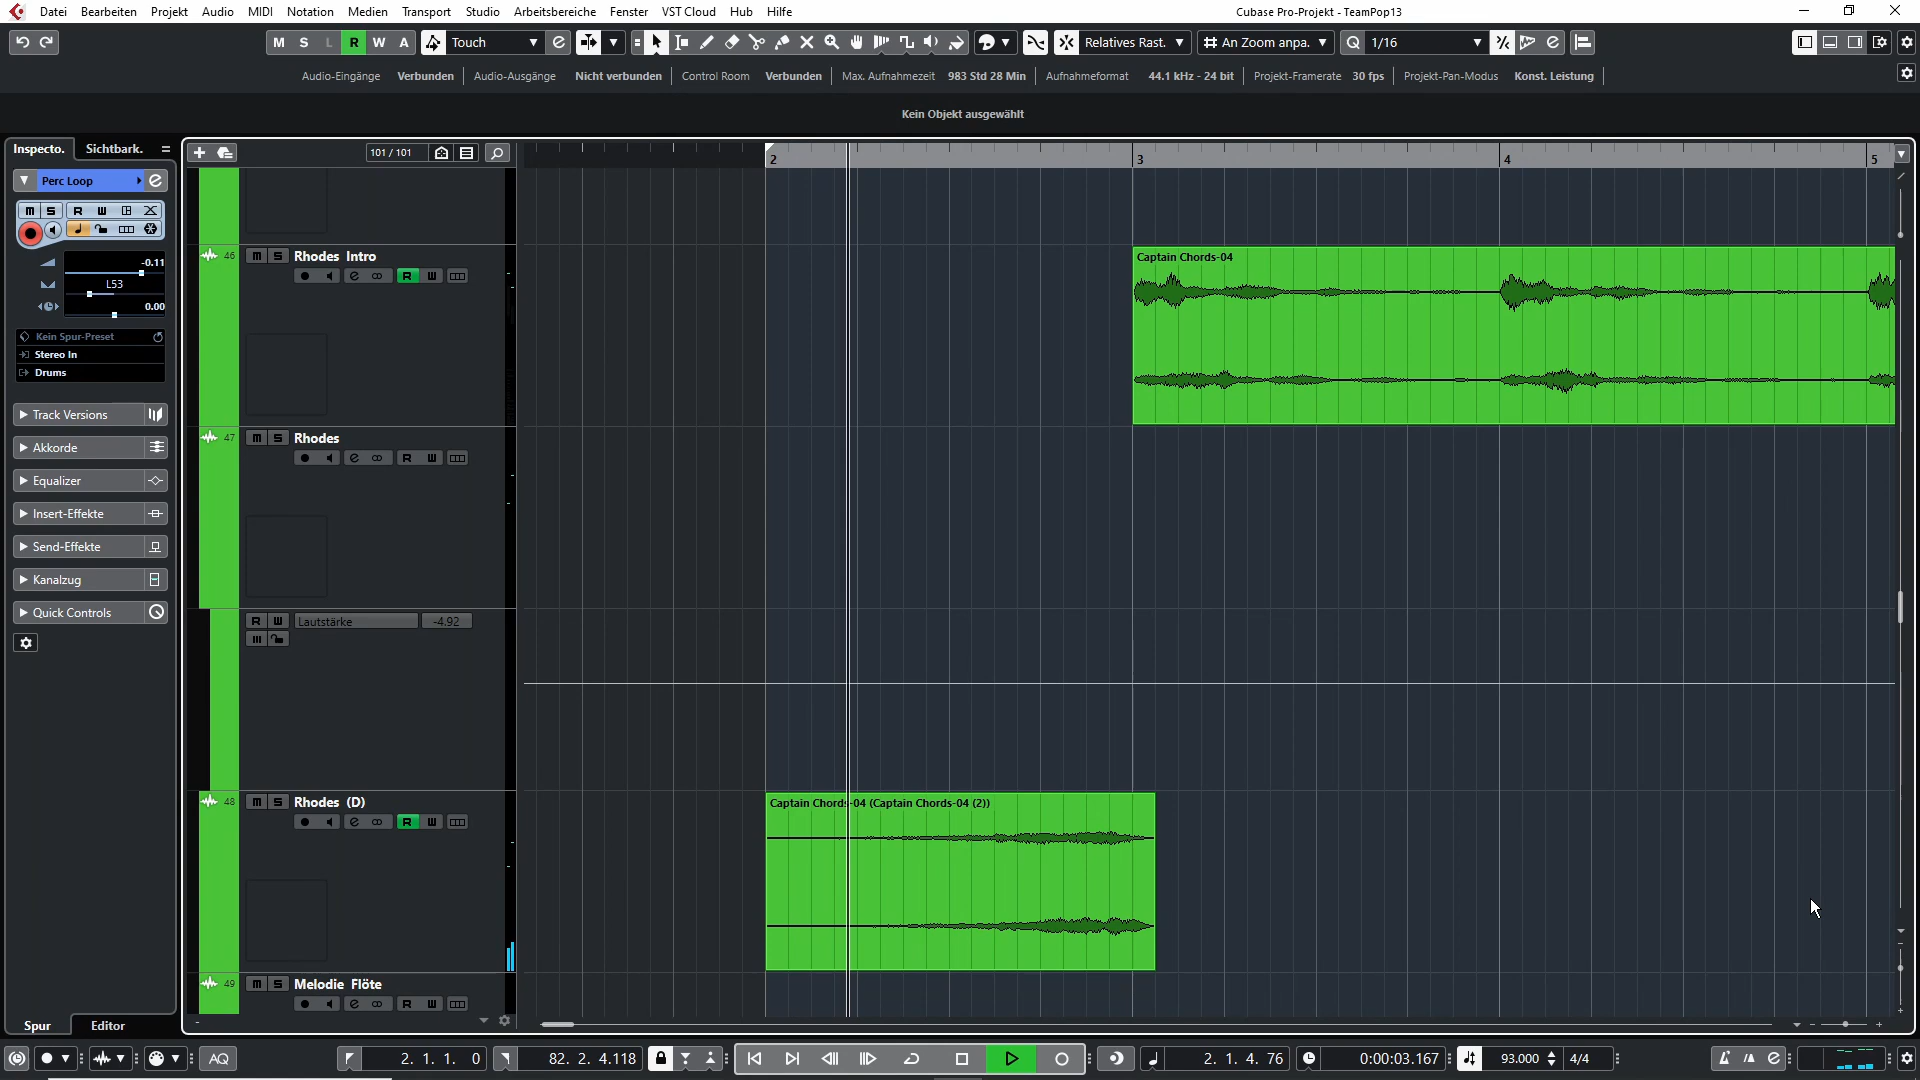 Datei Bearbeiten Projekt Audio MIDI Notation Medien Transport Studio Arbeitsbereiche Fenster VST Cloud Hub Hilfe Cubase Pro-Projekt - TeamPop13
M S L R W A Touch Relatives Rast. An Zoom anpa. Q 1/16
Audio-Eingänge Verbunden Audio-Ausgänge Nicht verbunden Control Room Verbunden Max. Aufnahmezeit 983 Std 28 Min Aufnahmeformat 44.1 kHz - 24 bit Projekt-Framerate 30 fps Projekt-Pan-Modus Konst. Leistung
Kein Objekt ausgewählt
Inspecto. Sichtbark. 101 / 101 2 3 4 5
Perc Loop
M S R W
-0.11
L53
0.00
Kein Spur-Preset
Stereo In
Drums
Track Versions
Akkorde
Equalizer
Insert-Effekte
Send-Effekte
Kanalzug
Quick Controls
46 M S Rhodes Intro
R W
Captain Chords-04
47 M S Rhodes
R W
R W Lautstärke -4.92
48 M S Rhodes (D)
R W
Captain Chords-04 (Captain Chords-04 (2))
49 M S Melodie Flöte
R W
Spur Editor
AQ 2. 1. 1. 0 82. 2. 4.118 2. 1. 4. 76 0:00:03.167 93.000 4/4